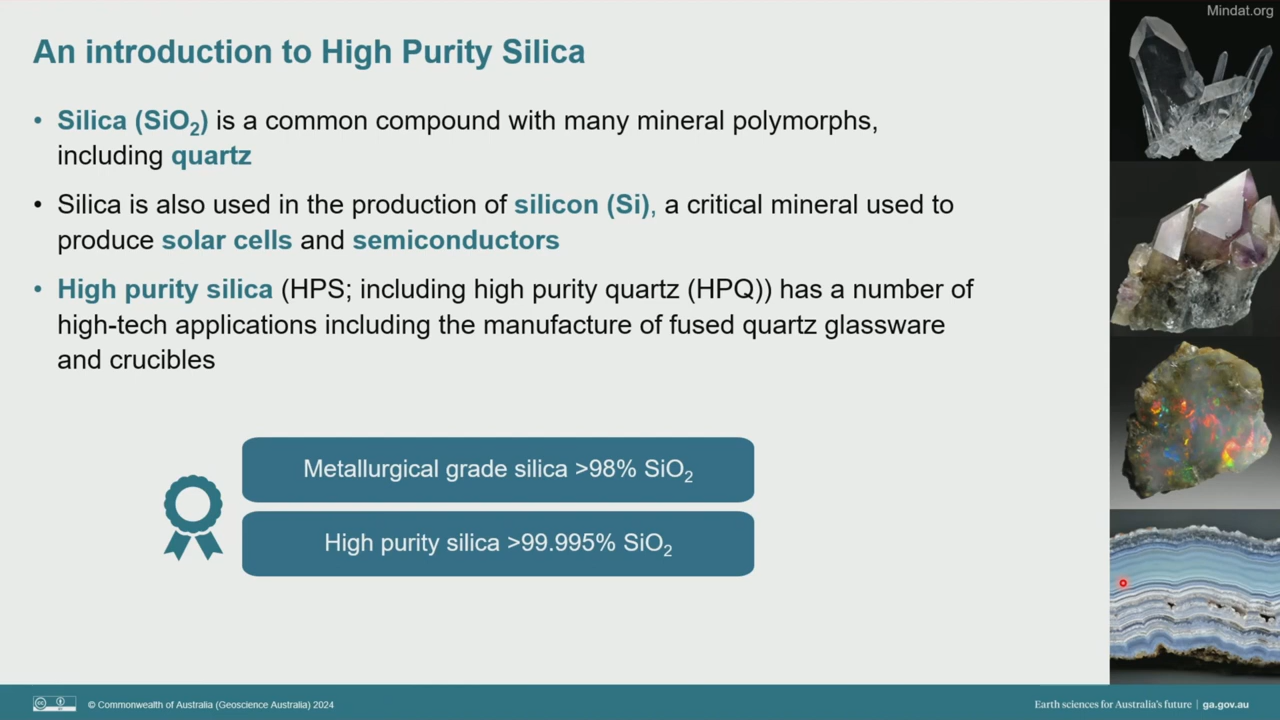 Mindat.org
An introduction to High Purity Silica
• Silica (SiO₂) is a common compound with many mineral polymorphs,
including quartz
• Silica is also used in the production of silicon (Si), a critical mineral used to
produce solar cells and semiconductors
• High purity silica (HPS; including high purity quartz (HPQ)) has a number of
high-tech applications including the manufacture of fused quartz glassware
and crucibles
Metallurgical grade silica >98% SiO₂
High purity silica >99.995% SiO₂
© Commonwealth of Australia (Geoscience Australia) 2024
Earth sciences for Australia's future | ga.gov.au